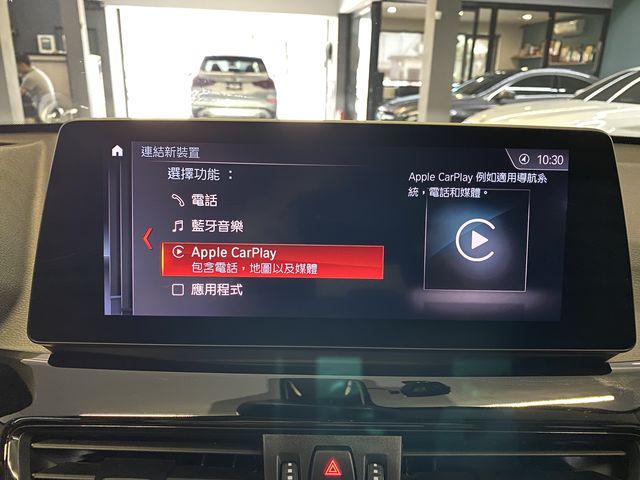 連結新裝置
10:30
選擇功能：
電話
藍牙音樂
Apple CarPlay
包含電話，地圖以及媒體
應用程式
Apple CarPlay 例如適用導航系
統，電話和媒體。